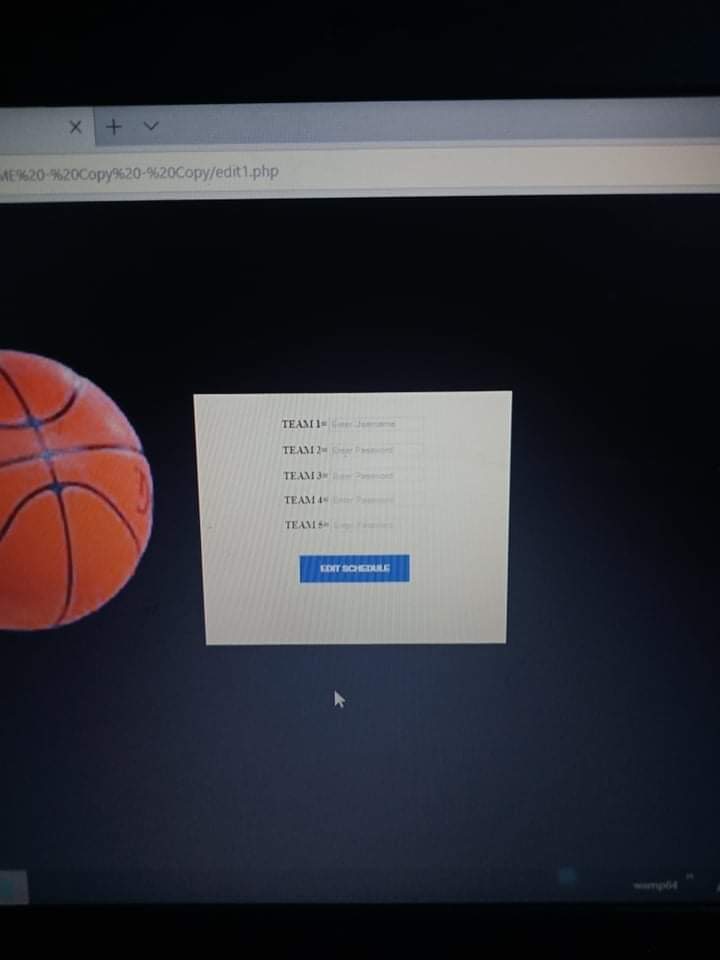 ME%20-%20Copy%20-%20Copy/edit1.php
TEAM 1= Enter Username
TEAM 2= Enter Password
TEAM 3= Enter Password
TEAM 4= Enter Password
TEAM 5= Enter Password
EDIT SCHEDULE
wamp64